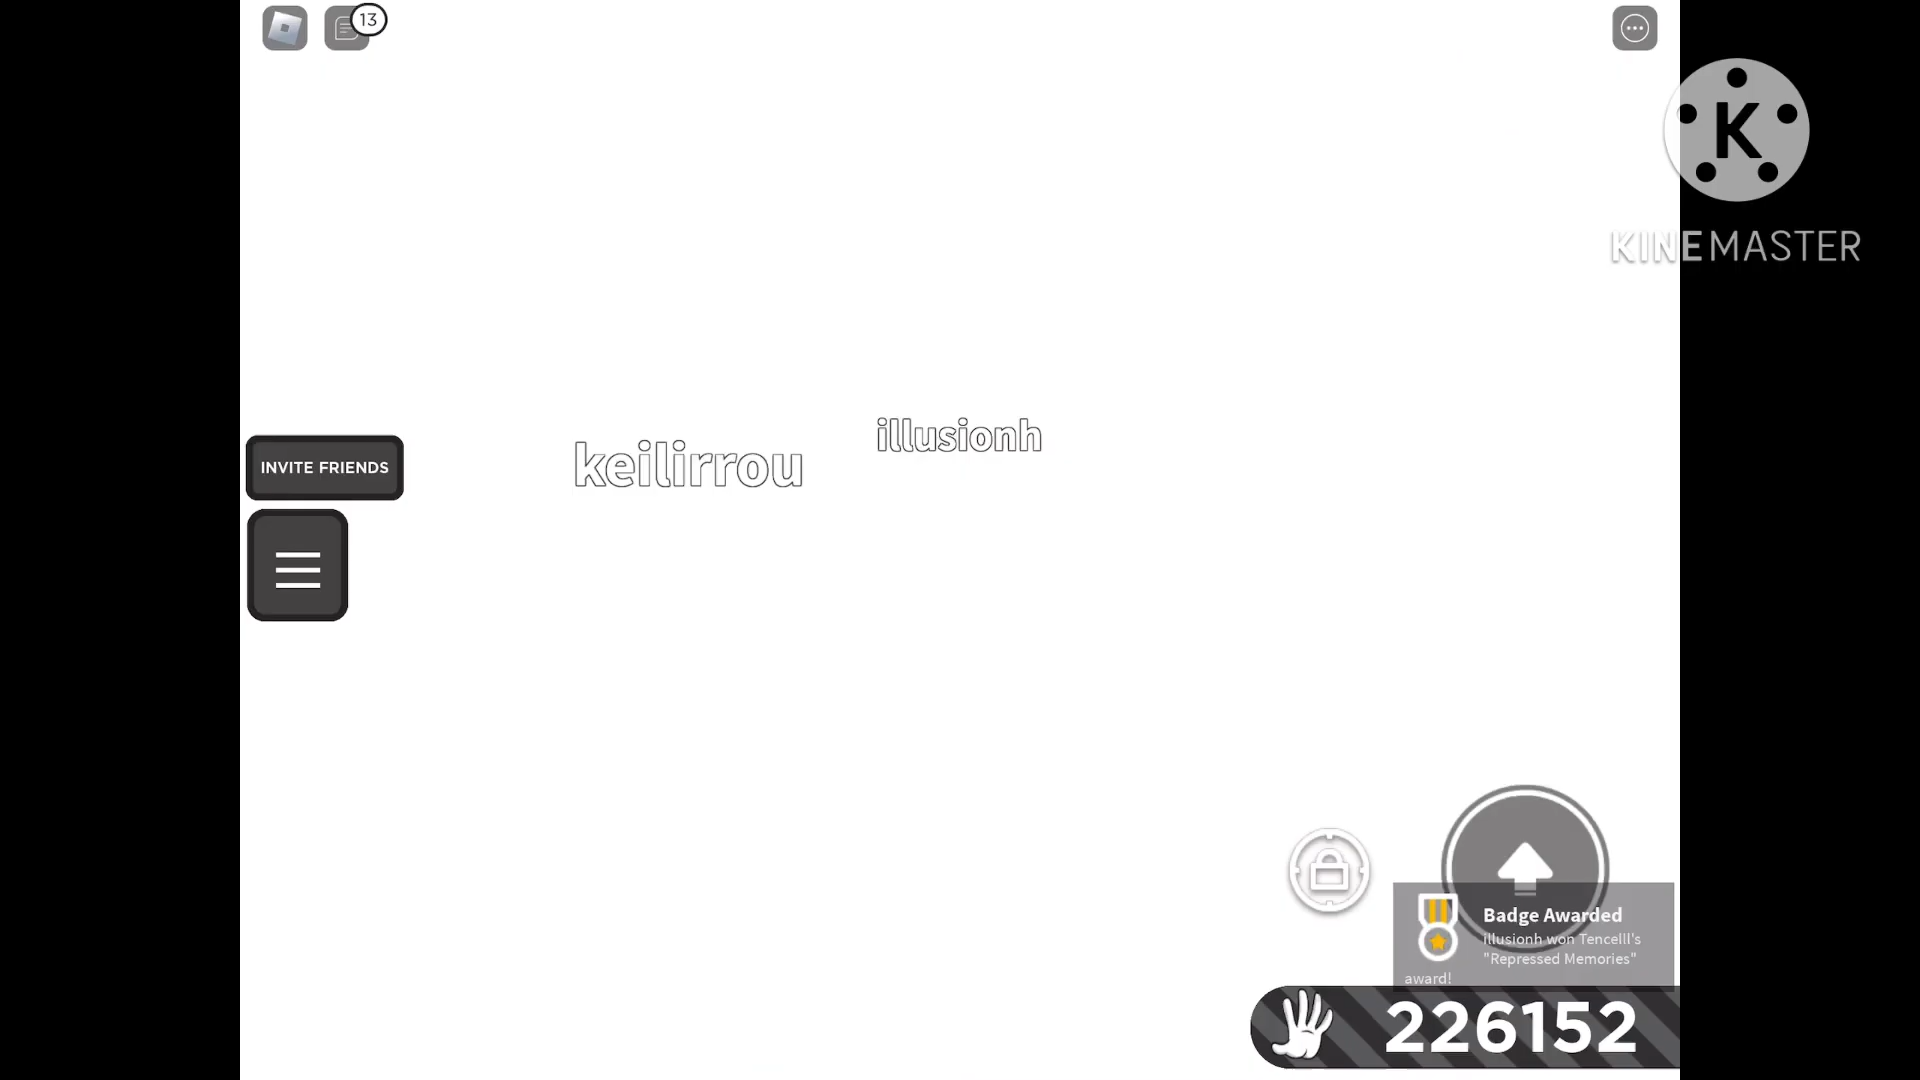 13
K
KINEMASTER
illusionh
keilirrou
INVITE FRIENDS
Badge Awarded
illusionh won Tencelll's
"Repressed Memories"
award!
226152